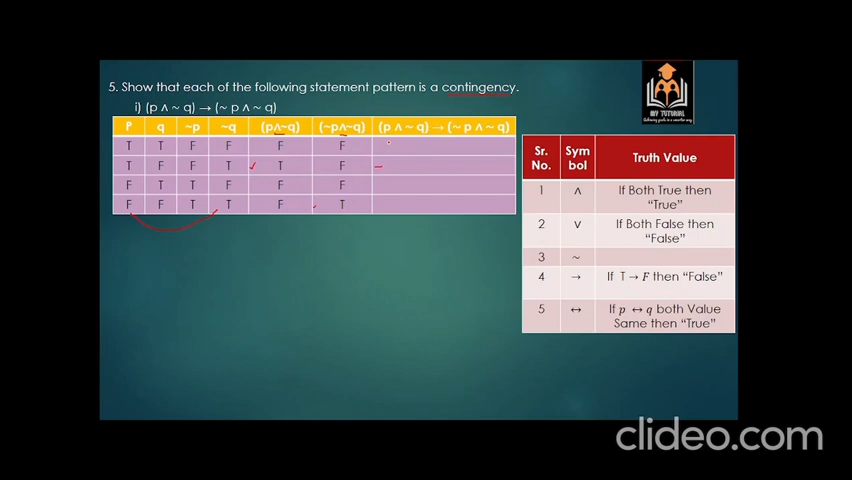 5. Show that each of the following statement pattern is a contingency.
i) (p ∧ ~ q) → (~ p ∧ ~ q)
P q ~p ~q (p∧~q) (~p∧~q) (p ∧ ~ q) → (~ p ∧ ~ q)
T T F F F F
T F F T T F
F T T F F F
F F T T F T
MY TUTORIAL
Sr. No. Sym bol Truth Value
1 ∧ If Both True then "True"
2 ∨ If Both False then "False"
3 ~
4 → If T → F then "False"
5 ↔ If p ↔ q both Value Same then "True"
clideo.com